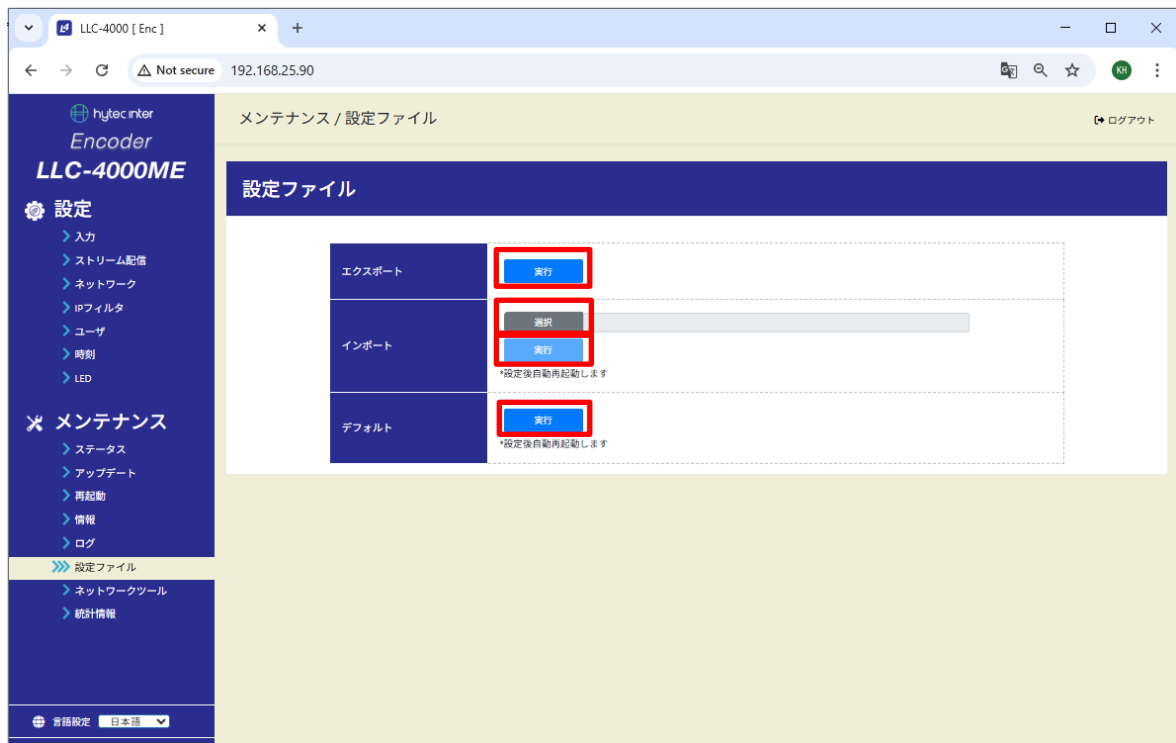 LLC-4000 [ Enc ]
Not secure
192.168.25.90
KH
hytec inter
Encoder
LLC-4000ME
設定
入力
ストリーム配信
ネットワーク
IPフィルタ
ユーザ
時刻
LED
メンテナンス
ステータス
アップデート
再起動
情報
ログ
設定ファイル
ネットワークツール
統計情報
言語設定 日本語
メンテナンス / 設定ファイル
ログアウト
設定ファイル
エクスポート
実行
インポート
選択
実行
*設定後自動再起動します
デフォルト
実行
*設定後自動再起動します